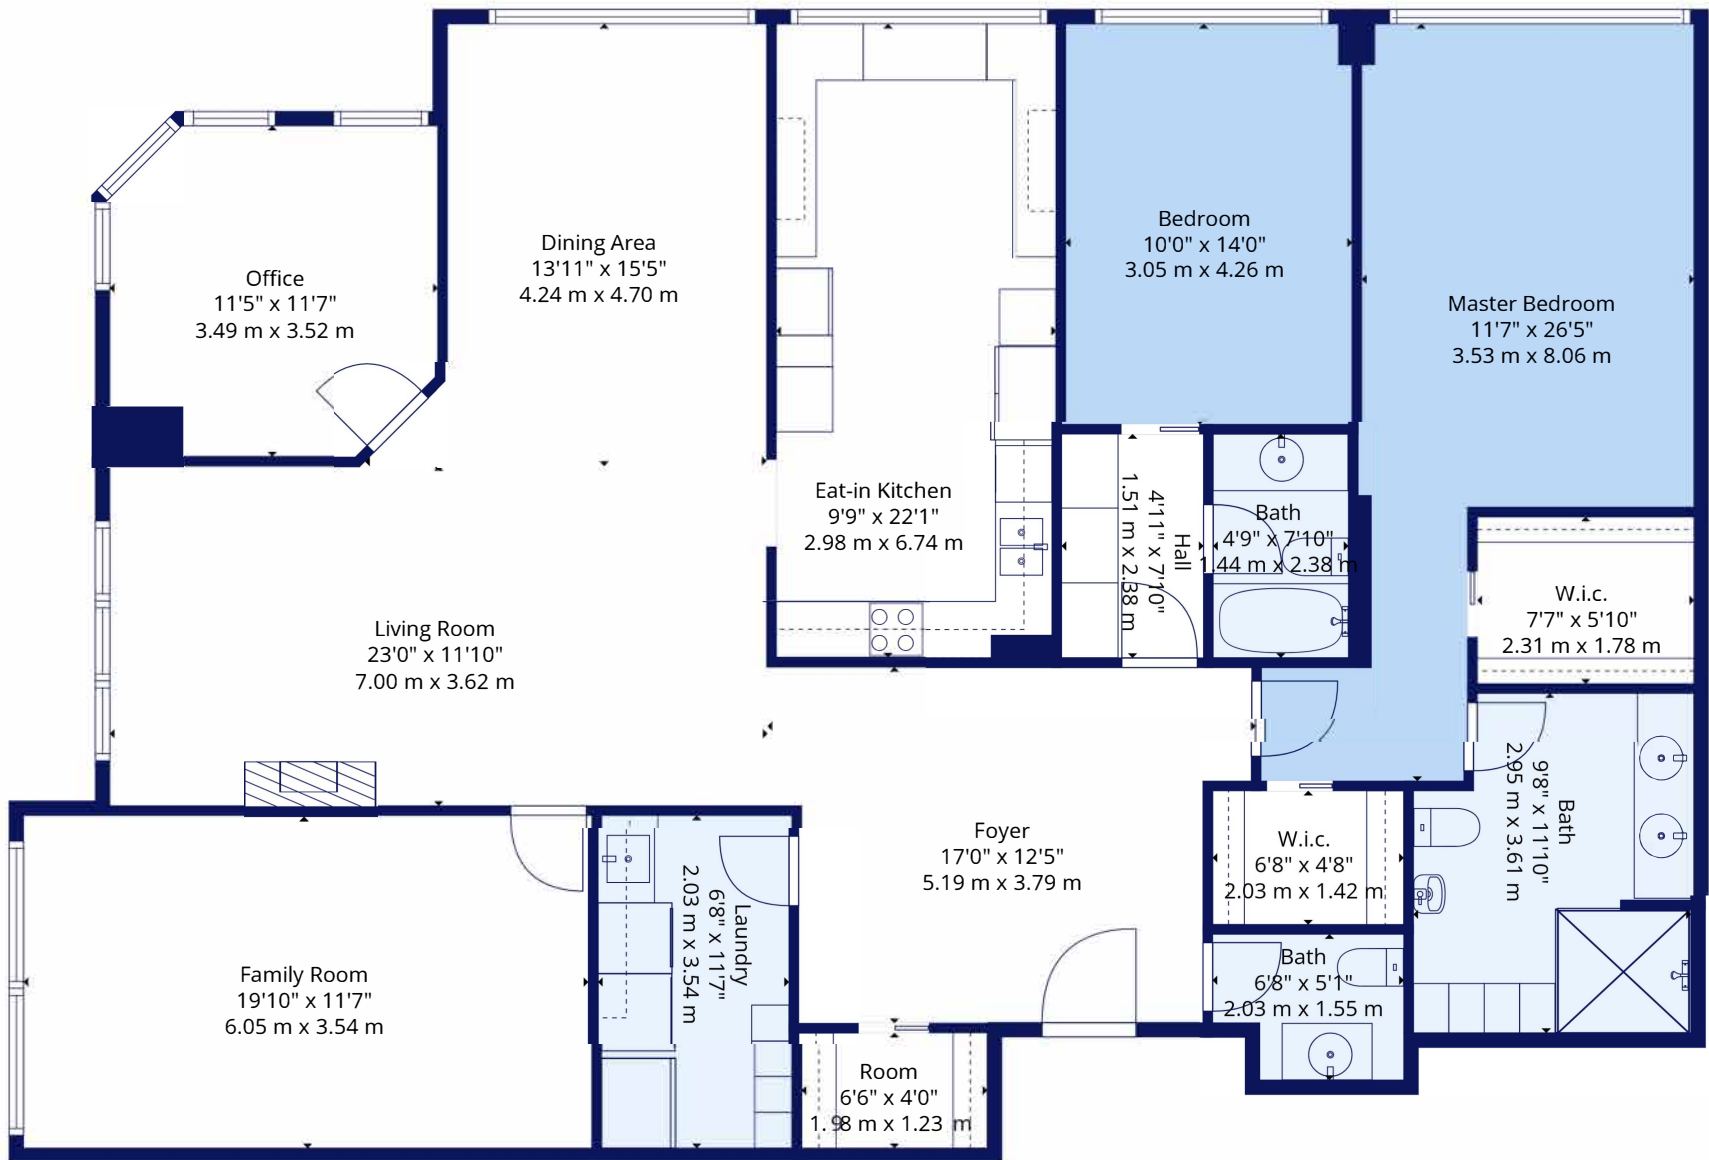 Office
11'5" x 11'7"
3.49 m x 3.52 m
Dining Area
13'11" x 15'5"
4.24 m x 4.70 m
Bedroom
10'0" x 14'0"
3.05 m x 4.26 m
Master Bedroom
11'7" x 26'5"
3.53 m x 8.06 m
Eat-in Kitchen
9'9" x 22'1"
2.98 m x 6.74 m
Hall
4'11" x 7'10"
1.51 m x 2.38 m
Bath
4'9" x 7'10"
1.44 m x 2.38 m
W.i.c.
7'7" x 5'10"
2.31 m x 1.78 m
Living Room
23'0" x 11'10"
7.00 m x 3.62 m
Foyer
17'0" x 12'5"
5.19 m x 3.79 m
W.i.c.
6'8" x 4'8"
2.03 m x 1.42 m
Bath
9'8" x 11'10"
2.95 m x 3.61 m
Family Room
19'10" x 11'7"
6.05 m x 3.54 m
Laundry
6'8" x 11'7"
2.03 m x 3.54 m
Bath
6'8" x 5'1"
2.03 m x 1.55 m
Room
6'6" x 4'0"
1.98 m x 1.23 m